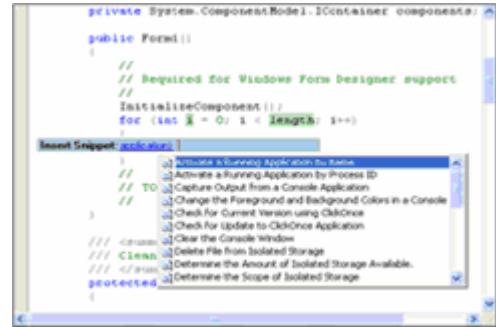 private System.ComponentModel.IContainer components;
public Form1()
{
//
// Required for Windows Form Designer support
//
InitializeComponent();
for (int i = 0; i < length; i++)
{
Insert Snippet: application\
}
Activate a Running Application by Name
//
Activate a Running Application by Process ID
// TO
Capture Output from a Console Application
//
Change the Foreground and Background Colors in a Console
}
Check for Current Version using ClickOnce
Check for Update to ClickOnce Application
/// <summ
Clear the Console Window
/// Clean
Delete File from Isolated Storage
/// </sum
Determine the Amount of Isolated Storage Available.
protected
Determine the Scope of Isolated Storage
{